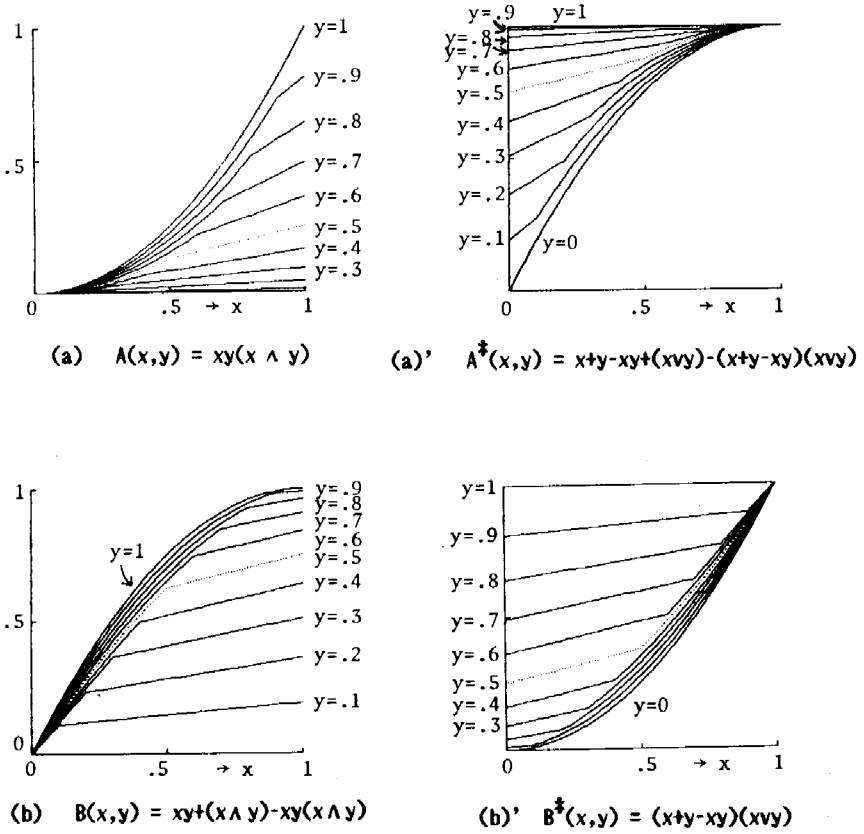 1
.5
0
.5
→ x
1
y=1
y=.9
y=.8
y=.7
y=.6
y=.5
y=.4
y=.3
(a) A(x,y) = xy(x ∧ y)
y=.9
y=1
y=.8→
y=.7→
y=.6
y=.5
y=.4
y=.3
y=.2
y=.1
y=0
0
.5
→ x
1
(a)' A‡(x,y) = x+y-xy+(x∨y)-(x+y-xy)(x∨y)
1
.5
0
y=1
0
.5
→ x
1
y=.9
y=.8
y=.7
y=.6
y=.5
y=.4
y=.3
y=.2
y=.1
(b) B(x,y) = xy+(x∧y)-xy(x∧y)
y=1
y=.9
y=.8
y=.7
y=.6
y=.5
y=.4
y=.3
y=0
0
.5
→ x
1
(b)' B‡(x,y) = (x+y-xy)(x∨y)